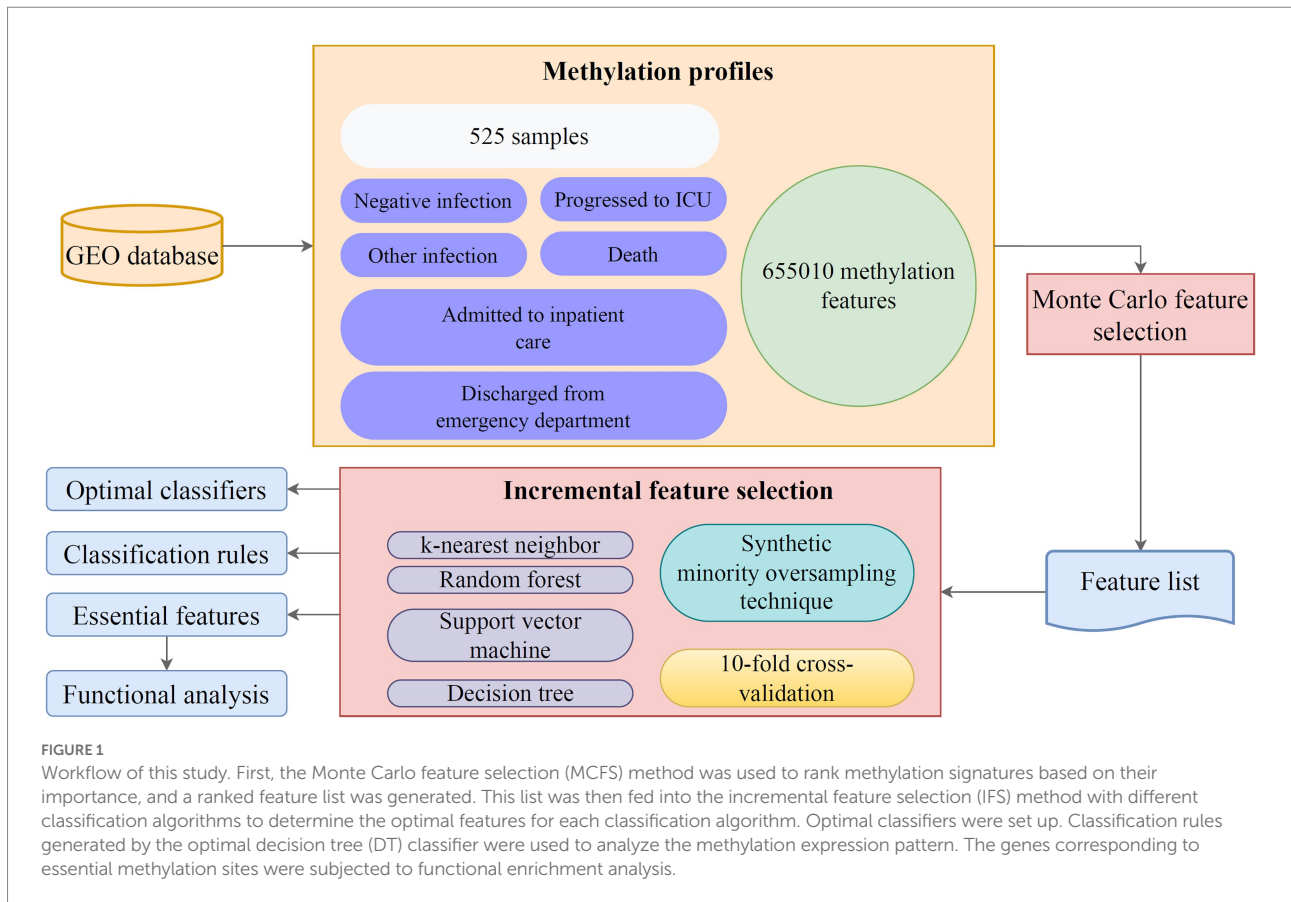 Methylation profiles
525 samples
Negative infection
Progressed to ICU
Other infection
Death
Admitted to inpatient
care
Discharged from
emergency department
655010 methylation
features
GEO database
Monte Carlo feature
selection
Feature list
Incremental feature selection
k-nearest neighbor
Random forest
Support vector
machine
Decision tree
Synthetic
minority oversampling
technique
10-fold cross-
validation
Optimal classifiers
Classification rules
Essential features
Functional analysis
FIGURE 1
Workflow of this study. First, the Monte Carlo feature selection (MCFS) method was used to rank methylation signatures based on their
importance, and a ranked feature list was generated. This list was then fed into the incremental feature selection (IFS) method with different
classification algorithms to determine the optimal features for each classification algorithm. Optimal classifiers were set up. Classification rules
generated by the optimal decision tree (DT) classifier were used to analyze the methylation expression pattern. The genes corresponding to
essential methylation sites were subjected to functional enrichment analysis.